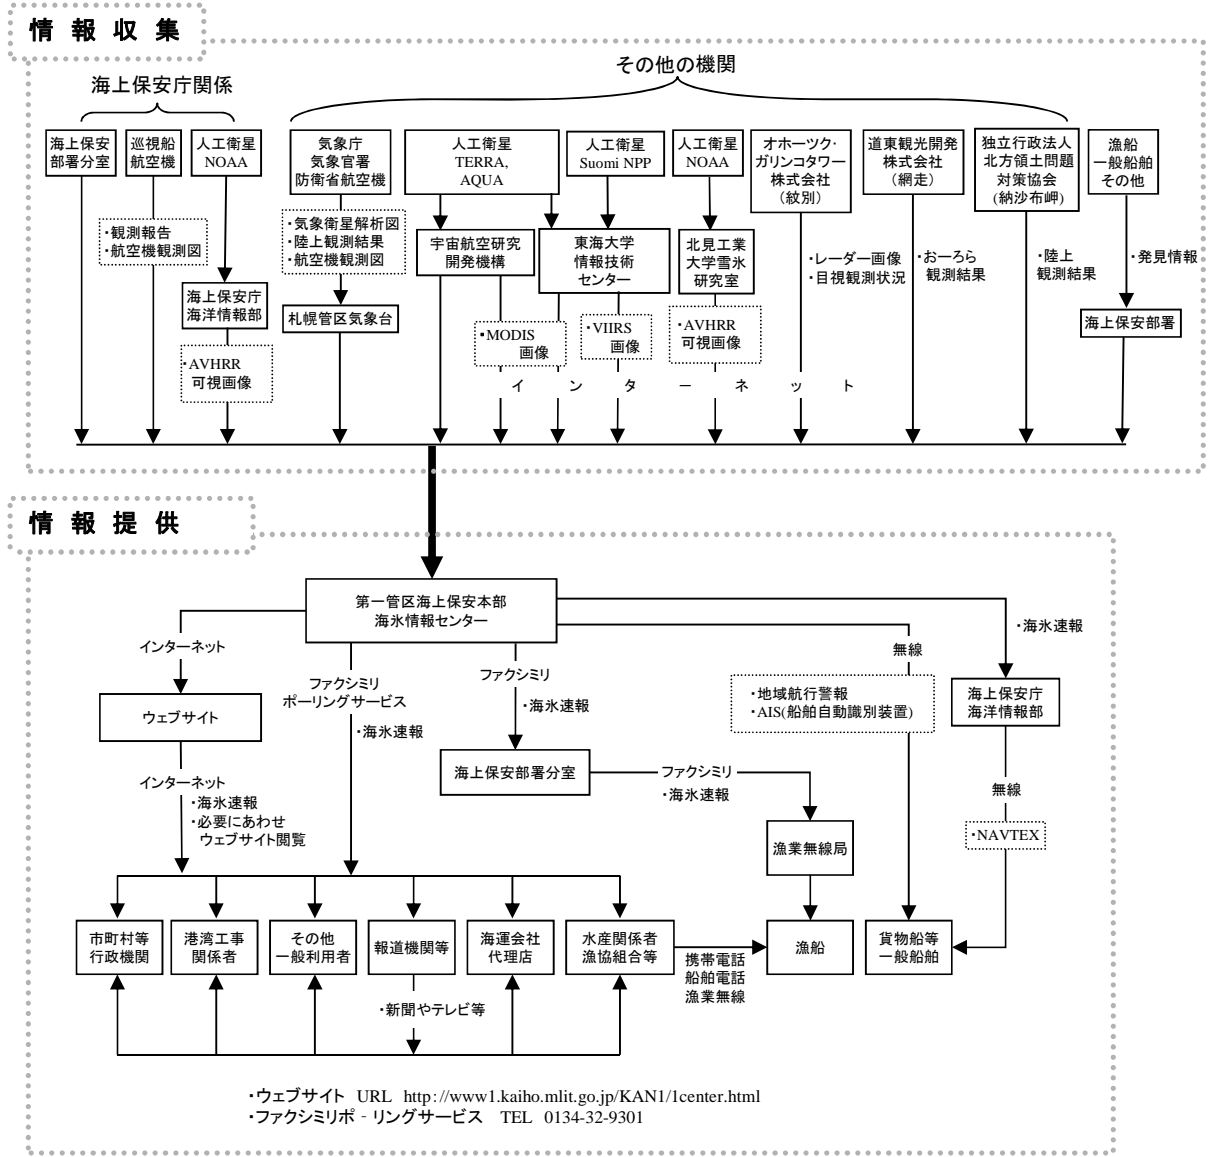 情報収集
海上保安庁関係
その他の機関
海上保安
部署分室
巡視船
航空機
人工衛星
NOAA
気象庁
気象官署
防衛省航空機
人工衛星
TERRA,
AQUA
人工衛星
Suomi NPP
人工衛星
NOAA
オホーツク・
ガリンコタワー
株式会社
（紋別）
道東観光開発
株式会社
（網走）
独立行政法人
北方領土問題
対策協会
(納沙布岬)
漁船
一般船舶
その他
・観測報告
・航空機観測図
・気象衛星解析図
・陸上観測結果
・航空機観測図
宇宙航空研究
開発機構
東海大学
情報技術
センター
北見工業
大学雪氷
研究室
・レーダー画像
・目視観測状況
・おーろら
観測結果
・陸上
観測結果
・発見情報
海上保安庁
海洋情報部
札幌管区気象台
海上保安部署
・MODIS
画像
・VIIRS
画像
・AVHRR
可視画像
・AVHRR
可視画像
インターネット
情報提供
第一管区海上保安本部
海氷情報センター
インターネット
ファクシミリ
ポーリングサービス
ファクシミリ
無線
・海氷速報
ウェブサイト
・海氷速報
・海氷速報
・地域航行警報
・AIS(船舶自動識別装置)
海上保安庁
海洋情報部
海上保安部署分室
ファクシミリ
・海氷速報
インターネット
・海氷速報
・必要にあわせ
ウェブサイト閲覧
無線
・NAVTEX
漁業無線局
市町村等
行政機関
港湾工事
関係者
その他
一般利用者
報道機関等
海運会社
代理店
水産関係者
漁協組合等
携帯電話
船舶電話
漁業無線
漁船
貨物船等
一般船舶
・新聞やテレビ等
・ウェブサイト URL http://www1.kaiho.mlit.go.jp/KAN1/1center.html
・ファクシミリポ‐リングサービス TEL 0134-32-9301